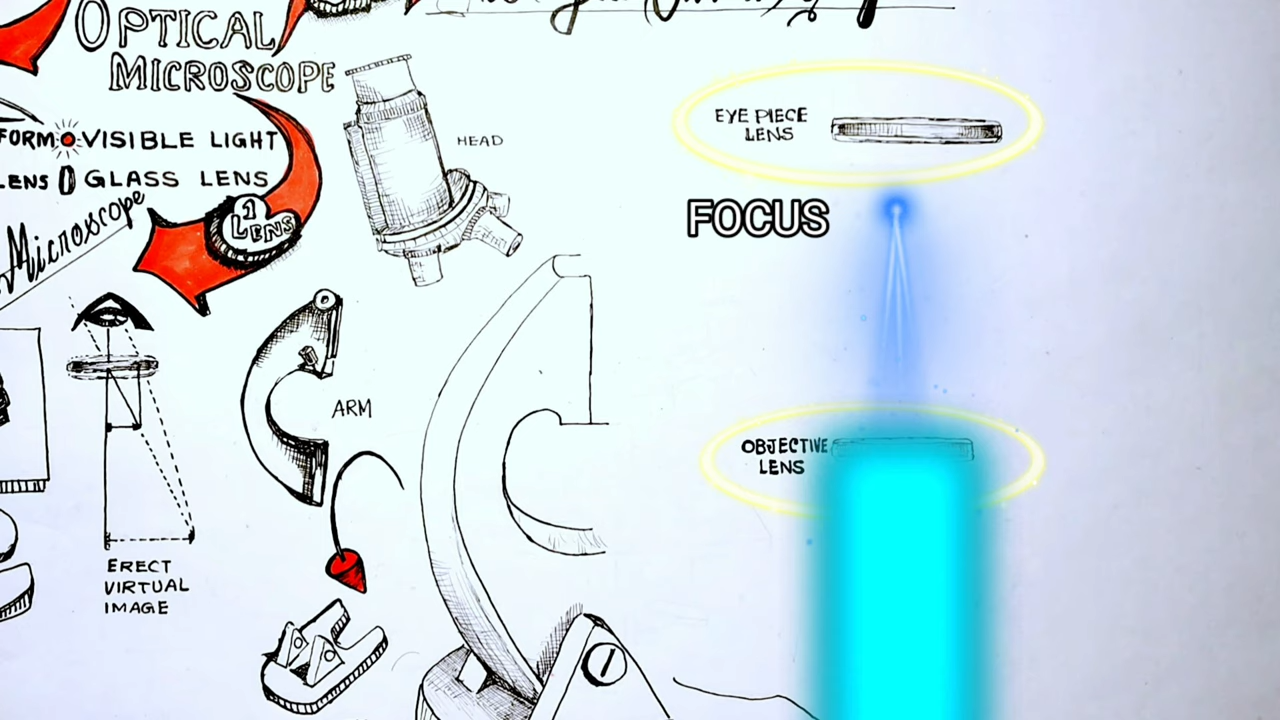 OPTICAL
MICROSCOPE
FORM VISIBLE LIGHT
LENS GLASS LENS
1
LENS
Microscope
HEAD
ARM
ERECT
VIRTUAL
IMAGE
EYE PIECE
LENS
FOCUS
OBJECTIVE
LENS